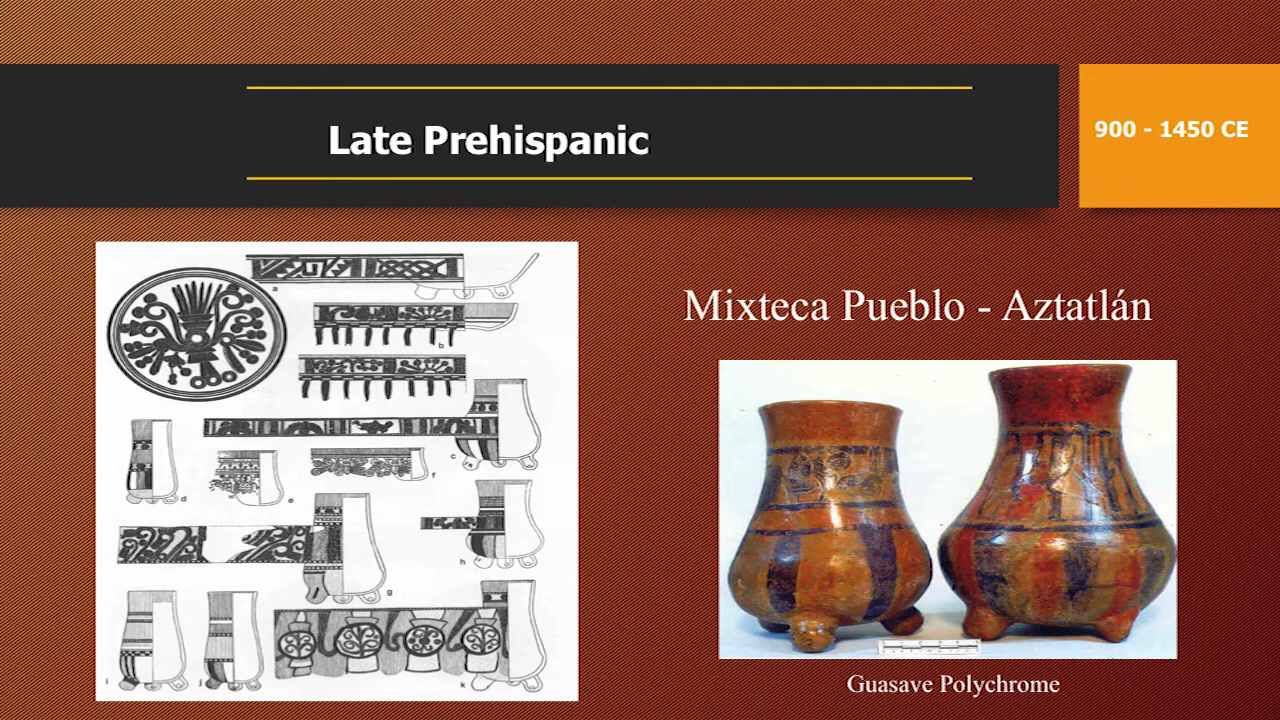 Late Prehispanic
900 - 1450 CE
Mixteca Pueblo - Aztatlán
a
b
c
d
e
f
g
h
i
j
k
Guasave Polychrome